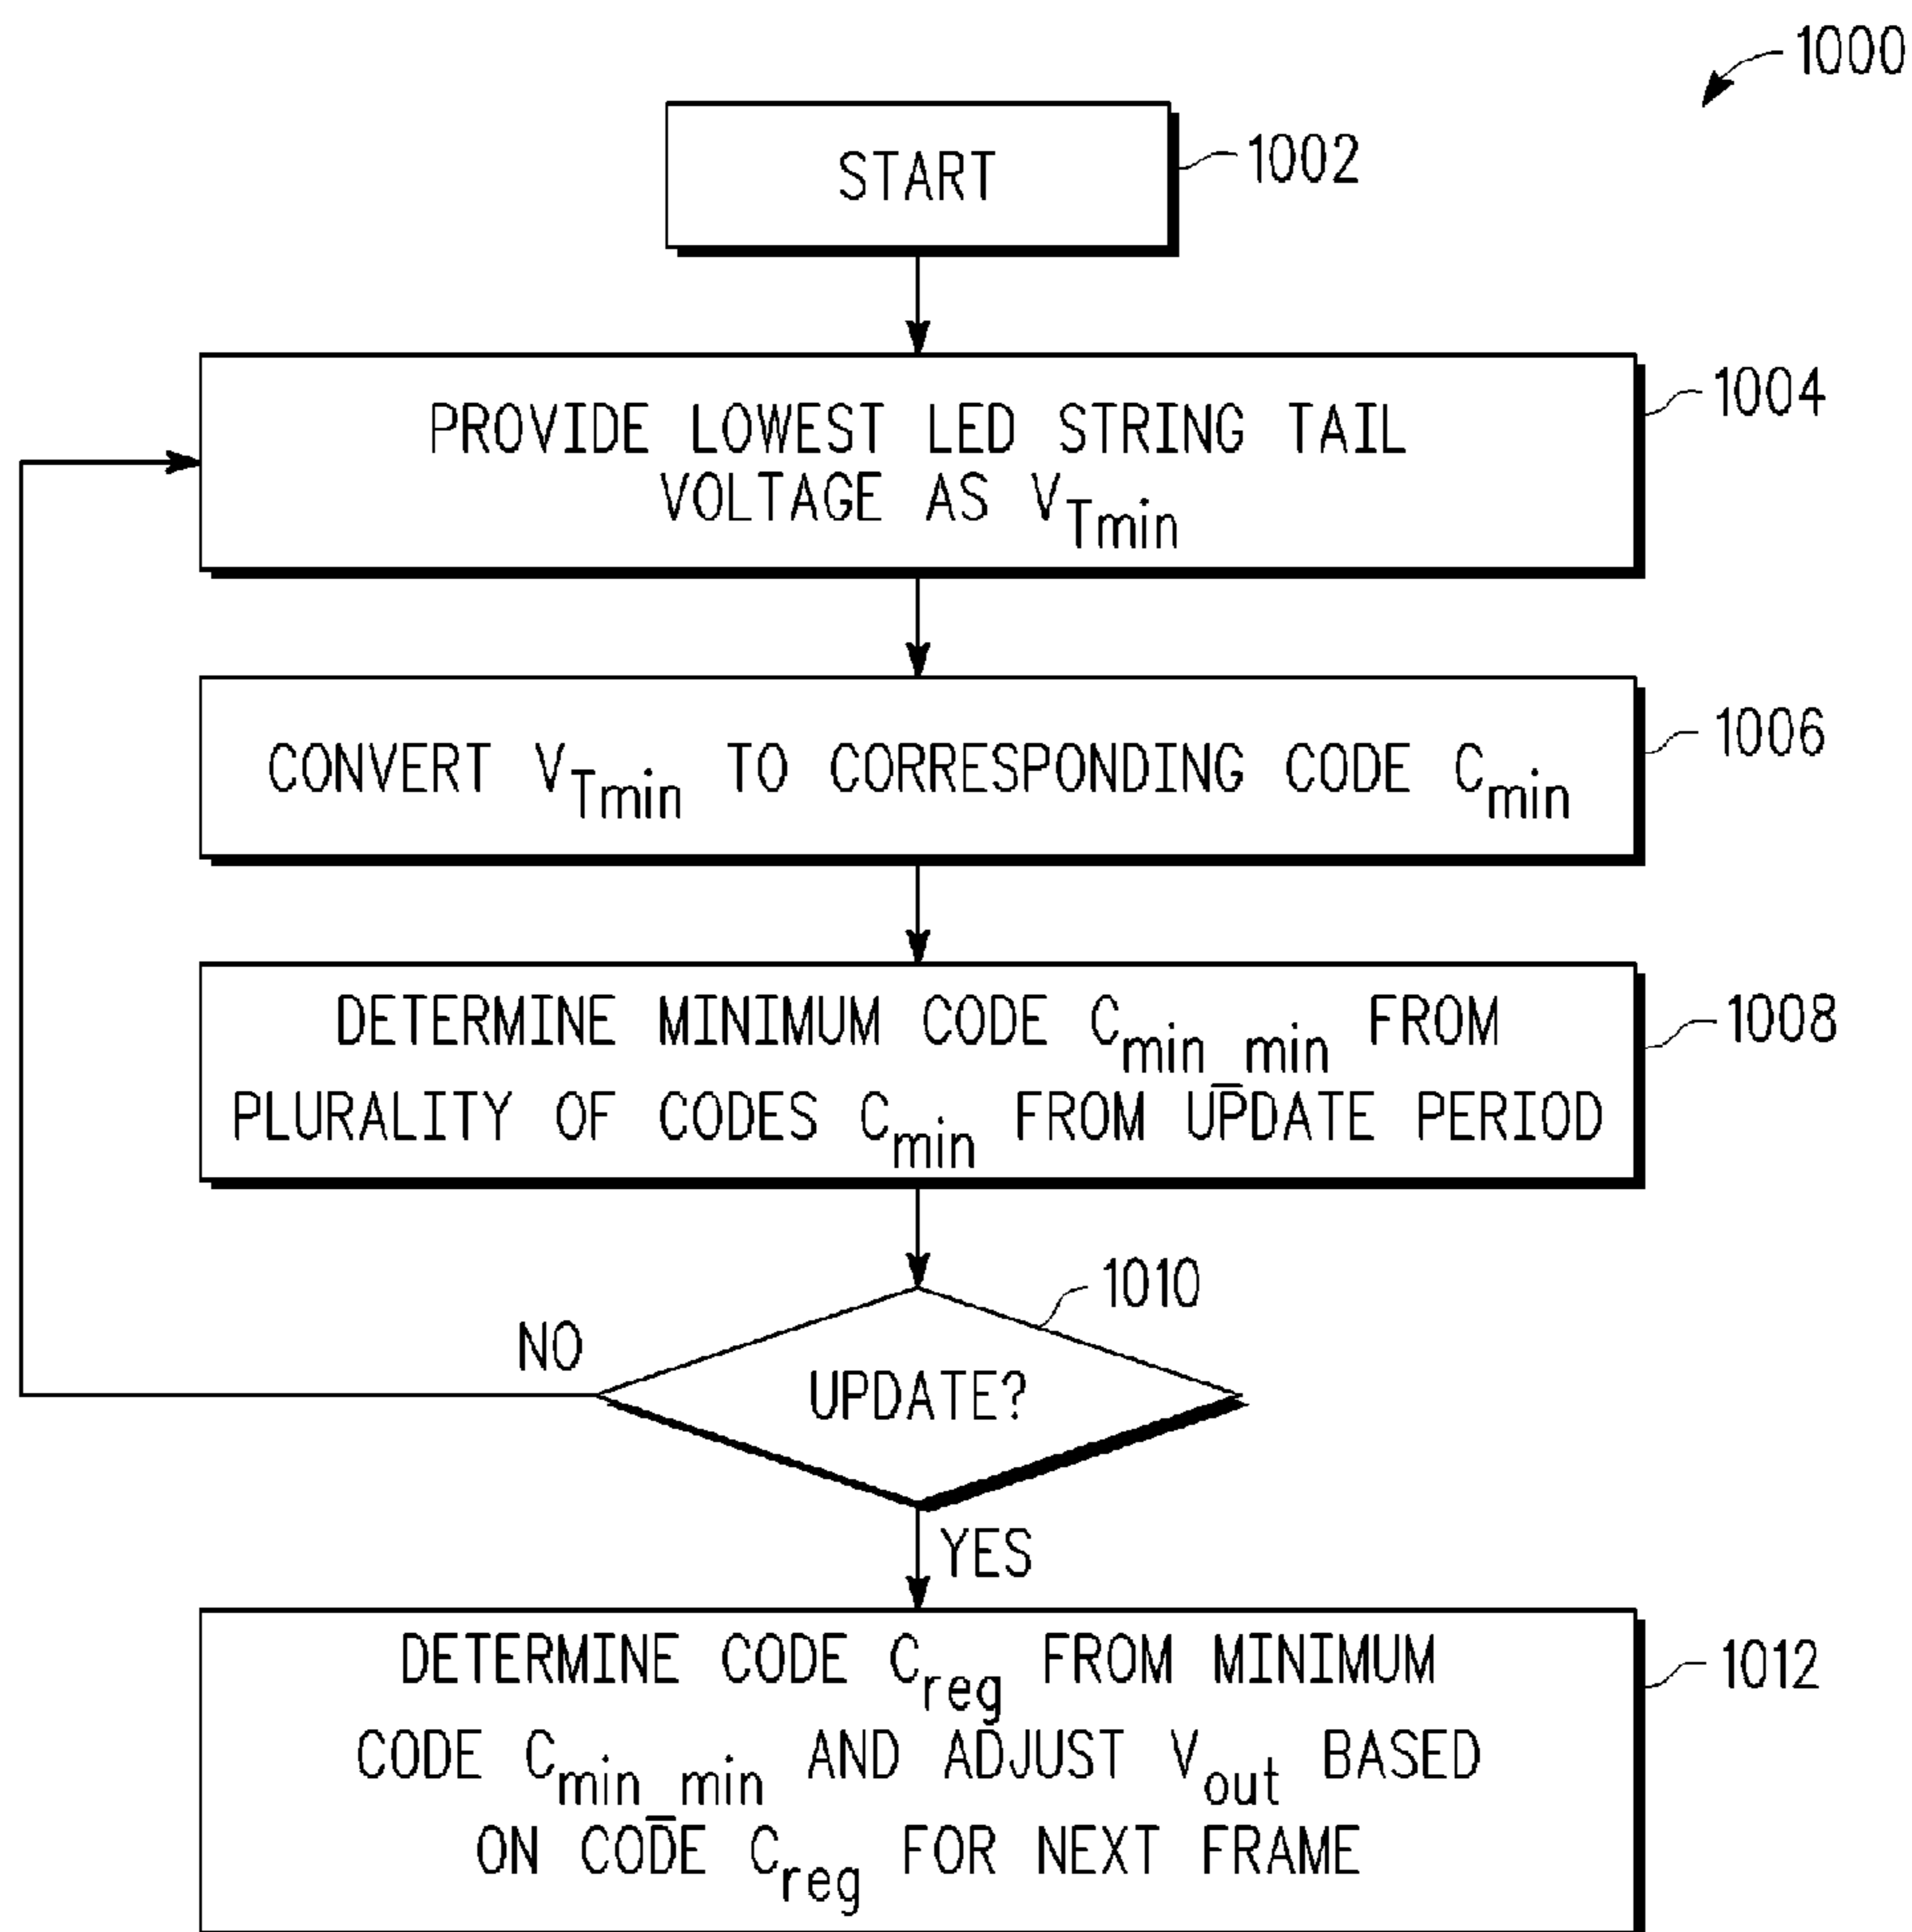 1000
START
1002
PROVIDE LOWEST LED STRING TAIL
VOLTAGE AS VTmin
1004
CONVERT VTmin TO CORRESPONDING CODE Cmin
1006
DETERMINE MINIMUM CODE Cmin_min FROM
PLURALITY OF CODES Cmin FROM UPDATE PERIOD
1008
1010
NO
UPDATE?
YES
DETERMINE CODE Creg FROM MINIMUM
CODE Cmin_min AND ADJUST Vout BASED
ON CODE Creg FOR NEXT FRAME
1012